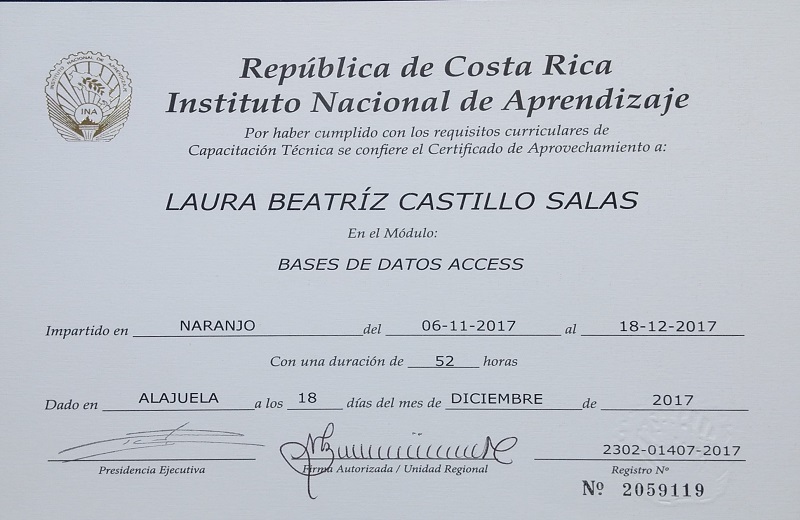 República de Costa Rica
Instituto Nacional de Aprendizaje
Por haber cumplido con los requisitos curriculares de
Capacitación Técnica se confiere el Certificado de Aprovechamiento a:
LAURA BEATRÍZ CASTILLO SALAS
En el Módulo:
BASES DE DATOS ACCESS
Impartido en NARANJO del 06-11-2017 al 18-12-2017
Con una duración de 52 horas
Dado en ALAJUELA a los 18 días del mes de DICIEMBRE de 2017
2302-01407-2017
Presidencia Ejecutiva Firma Autorizada / Unidad Regional Registro Nº
Nº 2059119
INA